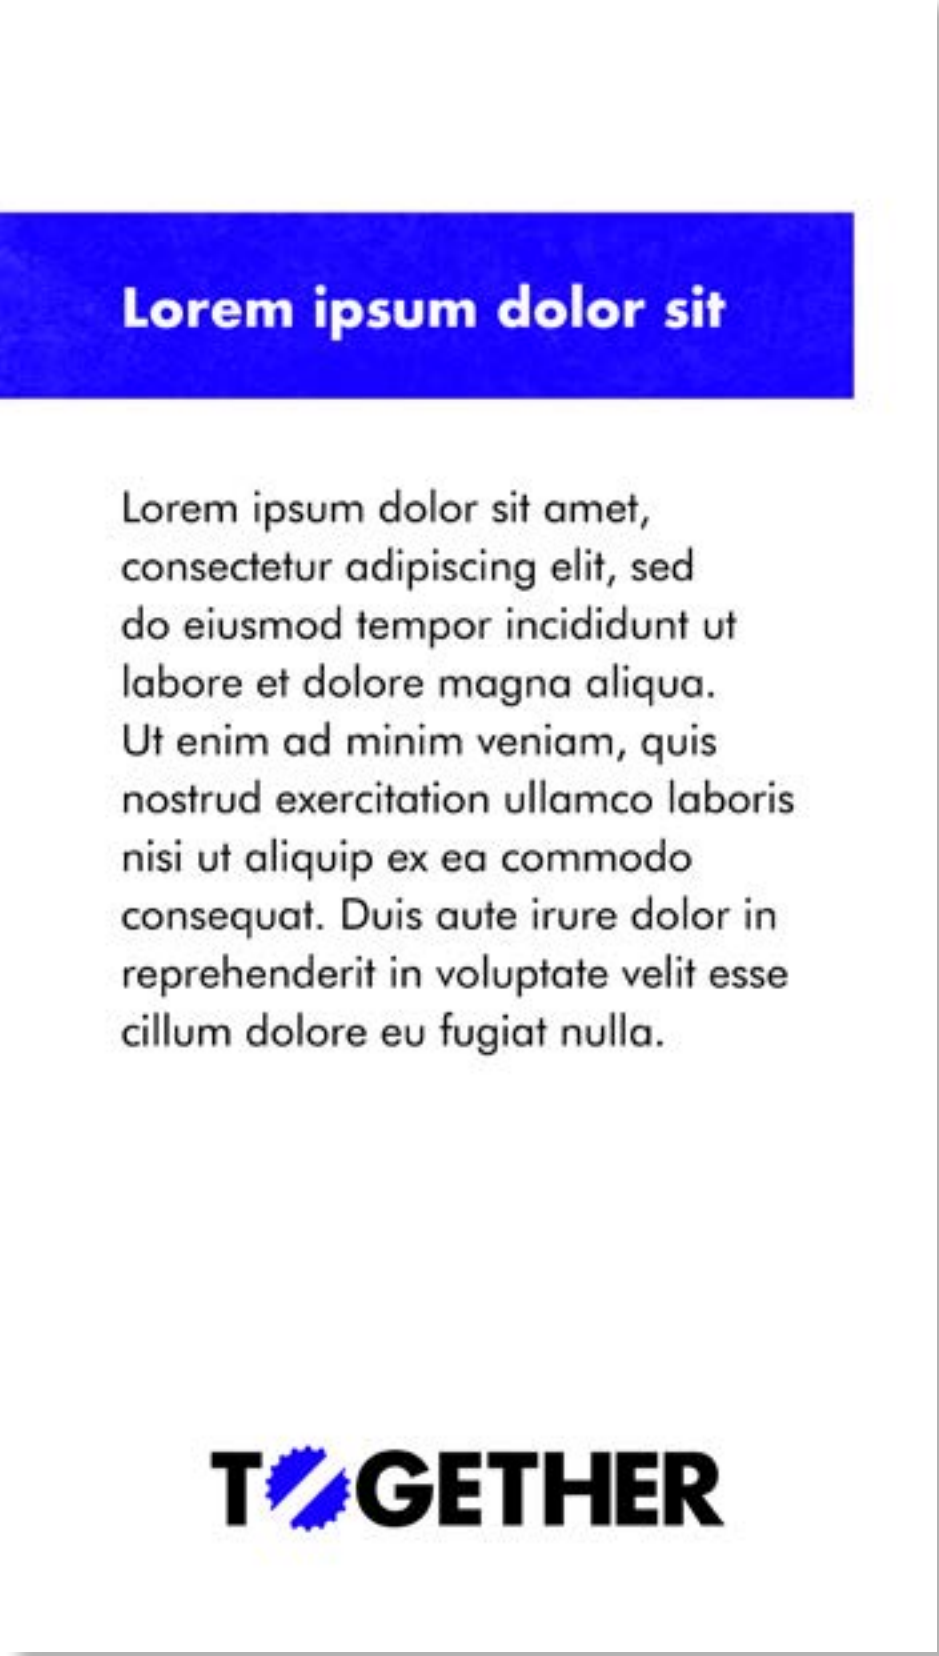 Lorem ipsum dolor sit
Lorem ipsum dolor sit amet,
consectetur adipiscing elit, sed
do eiusmod tempor incididunt ut
labore et dolore magna aliqua.
Ut enim ad minim veniam, quis
nostrud exercitation ullamco laboris
nisi ut aliquip ex ea commodo
consequat. Duis aute irure dolor in
reprehenderit in voluptate velit esse
cillum dolore eu fugiat nulla.
TOGETHER